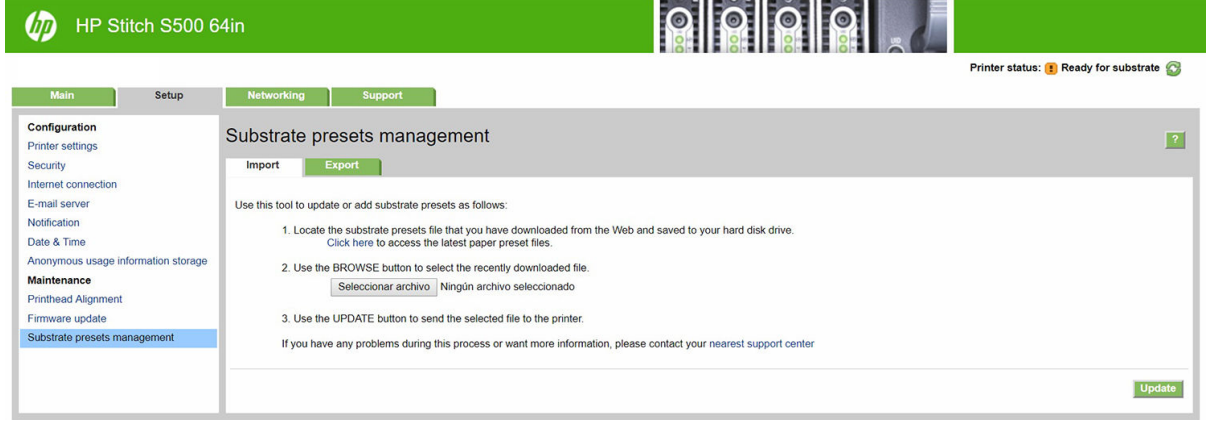 hp HP Stitch S500 64in
Printer status: Ready for substrate
Main Setup Networking Support
Configuration
Printer settings
Security
Internet connection
E-mail server
Notification
Date & Time
Anonymous usage information storage
Maintenance
Printhead Alignment
Firmware update
Substrate presets management
Substrate presets management
?
Import Export
Use this tool to update or add substrate presets as follows:
1. Locate the substrate presets file that you have downloaded from the Web and saved to your hard disk drive.
Click here to access the latest paper preset files.
2. Use the BROWSE button to select the recently downloaded file.
Seleccionar archivo Ningún archivo seleccionado
3. Use the UPDATE button to send the selected file to the printer.
If you have any problems during this process or want more information, please contact your nearest support center
Update